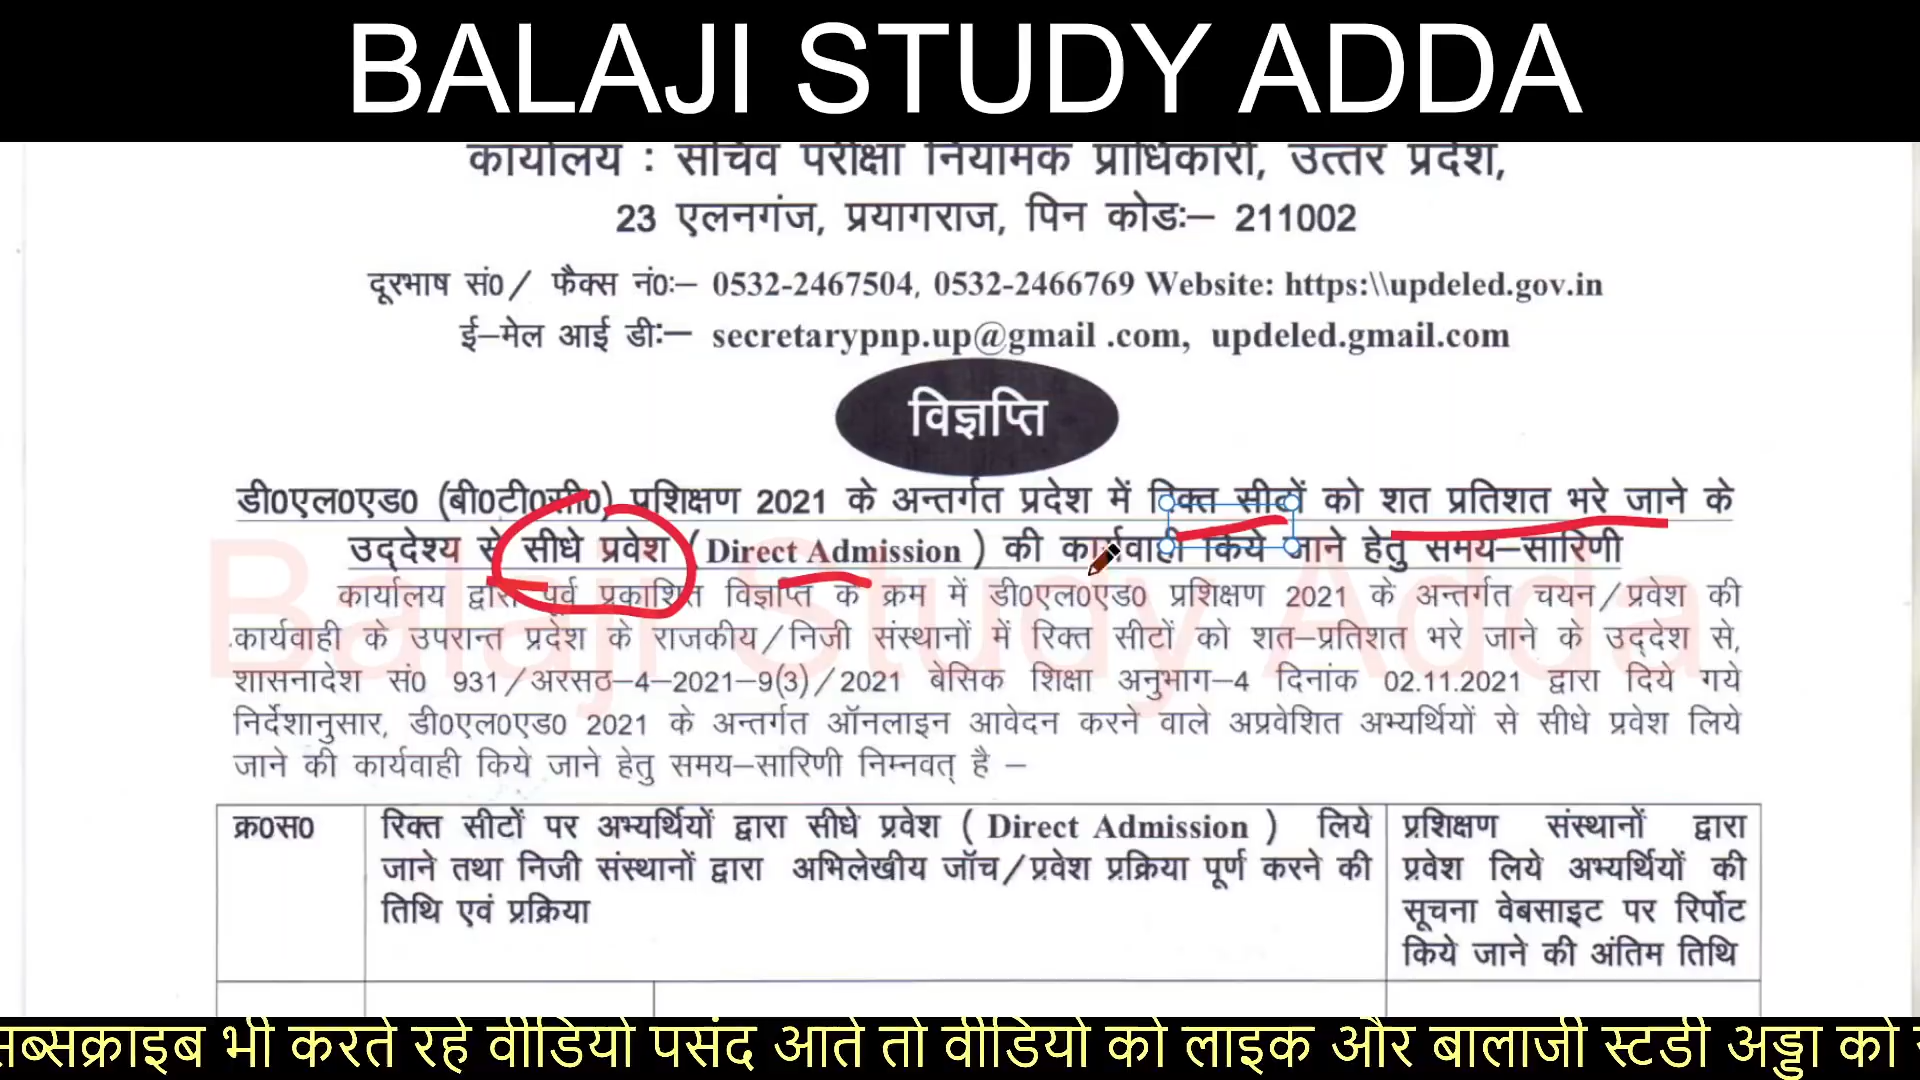 BALAJI STUDY ADDA
कार्यालय : सचिव परीक्षा नियामक प्राधिकारी, उत्तर प्रदेश,
23 एलनगंज, प्रयागराज, पिन कोडः– 211002
दूरभाष सं0 / फैक्स नं0ः– 0532-2467504, 0532-2466769 Website: https:\\updeled.gov.in
ई–मेल आई डीः– secretarypnp.up@gmail .com, updeled.gmail.com
विज्ञप्ति
डी0एल0एड0 (बी0टी0सी0) प्रशिक्षण 2021 के अन्तर्गत प्रदेश में रिक्त सीटों को शत प्रतिशत भरे जाने के
उद्देश्य से सीधे प्रवेश ( Direct Admission ) की कार्यवाही किये जाने हेतु समय–सारिणी
कार्यालय द्वारा पूर्व प्रकाशित विज्ञप्ति के क्रम में डी0एल0एड0 प्रशिक्षण 2021 के अन्तर्गत चयन/प्रवेश की
कार्यवाही के उपरान्त प्रदेश के राजकीय/निजी संस्थानों में रिक्त सीटों को शत–प्रतिशत भरे जाने के उद्देश से,
शासनादेश सं0 931/अरसठ–4–2021–9(3)/2021 बेसिक शिक्षा अनुभाग–4 दिनांक 02.11.2021 द्वारा दिये गये
निर्देशानुसार, डी0एल0एड0 2021 के अन्तर्गत ऑनलाइन आवेदन करने वाले अप्रवेशित अभ्यर्थियों से सीधे प्रवेश लिये
जाने की कार्यवाही किये जाने हेतु समय–सारिणी निम्नवत् है –
Balaji Study Adda
क्र0स0
रिक्त सीटों पर अभ्यर्थियों द्वारा सीधे प्रवेश ( Direct Admission ) लिये
जाने तथा निजी संस्थानों द्वारा अभिलेखीय जॉच/प्रवेश प्रक्रिया पूर्ण करने की
तिथि एवं प्रक्रिया
प्रशिक्षण संस्थानों द्वारा
प्रवेश लिये अभ्यर्थियों की
सूचना वेबसाइट पर रिर्पोट
किये जाने की अंतिम तिथि
सब्सक्राइब भी करते रहे वीडियो पसंद आते तो वीडियो को लाइक और बालाजी स्टडी अड्डा को